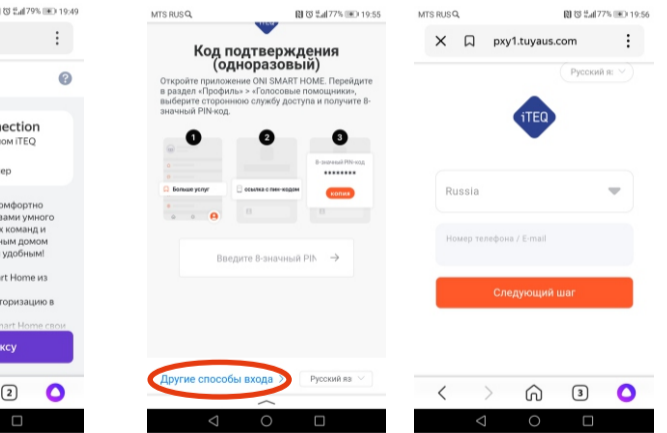 79% 19:49
nection
ом iTEQ
ер
омфортно
вами умного
х команд и
ным домом
удобным!
rt Home из
торизацию в
mart Home свои
ксу
2
MTS RUS 77% 19:55
iTEQ
Код подтверждения
(одноразовый)
Откройте приложение ONI SMART HOME. Перейдите
в раздел «Профиль» > «Голосовые помощники»,
выберите стороннюю службу доступа и получите 8-
значный PIN-код.
1 2 3
8-значный PIN-код
********
Больше услуг
ссылка с пин-кодом
копия
Введите 8-значный PIN →
Другие способы входа >
Русский яз
MTS RUS 77% 19:56
pxy1.tuyaus.com
Русский я:
iTEQ
Russia
Номер телефона / E-mail
Следующий шаг
3